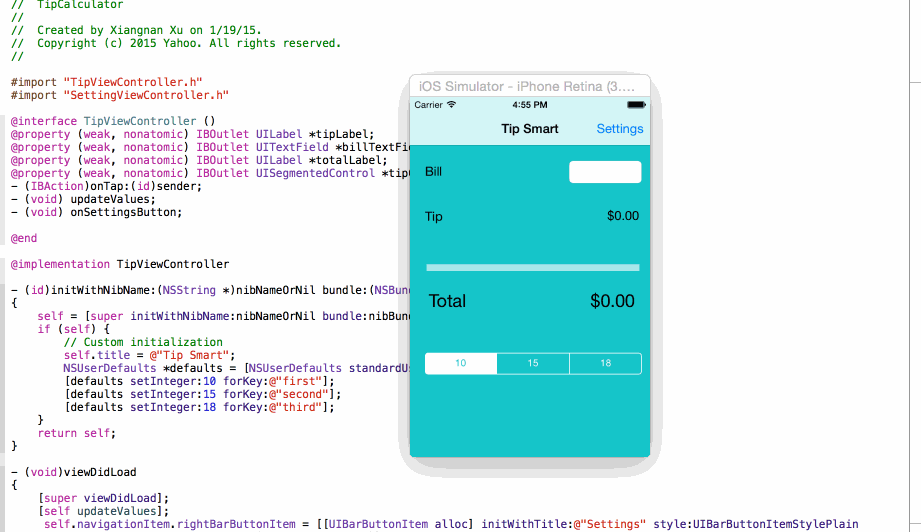 //  TipCalculator
//
//  Created by Xiangnan Xu on 1/19/15.
//  Copyright (c) 2015 Yahoo. All rights reserved.
//
#import "TipViewController.h"
#import "SettingViewController.h"
@interface TipViewController ()
@property (weak, nonatomic) IBOutlet UILabel *tipLabel;
@property (weak, nonatomic) IBOutlet UITextField *billTextFi
@property (weak, nonatomic) IBOutlet UILabel *totalLabel;
@property (weak, nonatomic) IBOutlet UISegmentedControl *tip
- (IBAction)onTap:(id)sender;
- (void) updateValues;
- (void) onSettingsButton;
@end
@implementation TipViewController
- (id)initWithNibName:(NSString *)nibNameOrNil bundle:(NSBun
{
    self = [super initWithNibName:nibNameOrNil bundle:nibBun
    if (self) {
        // Custom initialization
        self.title = @"Tip Smart";
        NSUserDefaults *defaults = [NSUserDefaults standardUs
        [defaults setInteger:10 forKey:@"first"];
        [defaults setInteger:15 forKey:@"second"];
        [defaults setInteger:18 forKey:@"third"];
    }
    return self;
}
- (void)viewDidLoad
{
    [super viewDidLoad];
    [self updateValues];
    self.navigationItem.rightBarButtonItem = [[UIBarButtonItem alloc] initWithTitle:@"Settings" style:UIBarButtonItemStylePlain
iOS Simulator - iPhone Retina (3....
Carrier 4:55 PM
Tip Smart Settings
Bill
Tip $0.00
Total $0.00
10 15 18